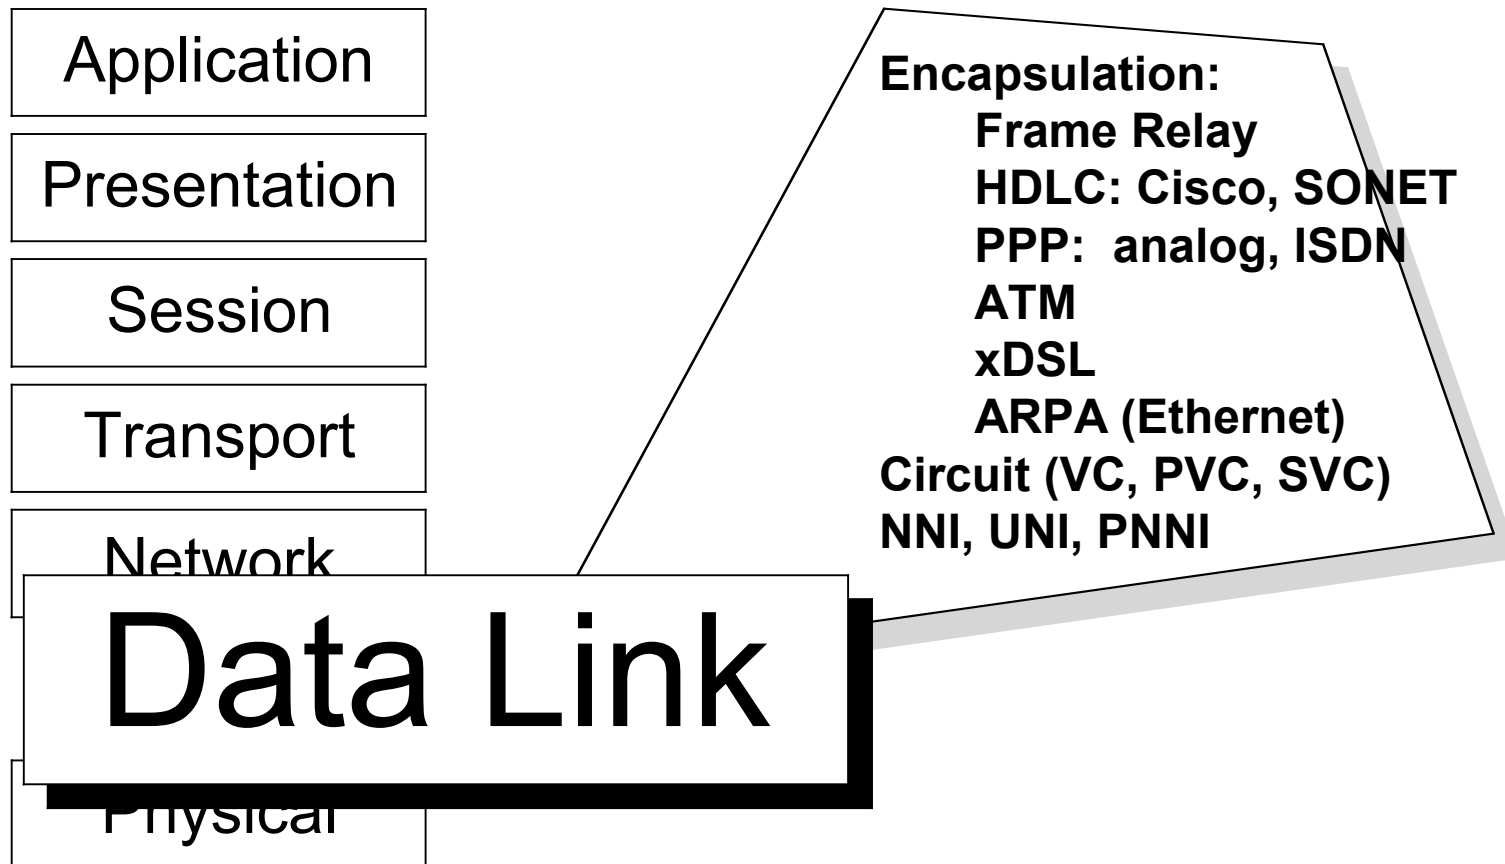 Application
Presentation
Session
Transport
Network
Data Link
Physical
Encapsulation:
Frame Relay
HDLC: Cisco, SONET
PPP:  analog, ISDN
ATM
xDSL
ARPA (Ethernet)
Circuit (VC, PVC, SVC)
NNI, UNI, PNNI